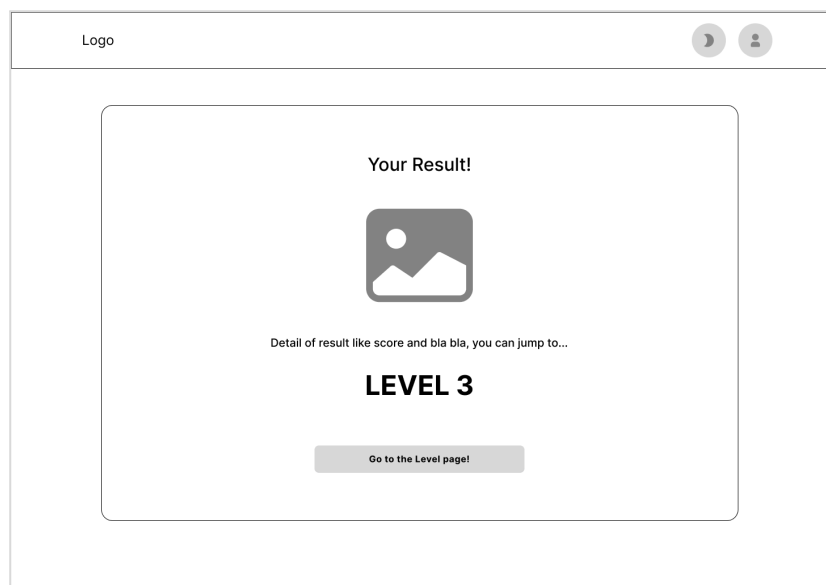 Logo
Your Result!
Detail of result like score and bla bla, you can jump to...
LEVEL 3
Go to the Level page!